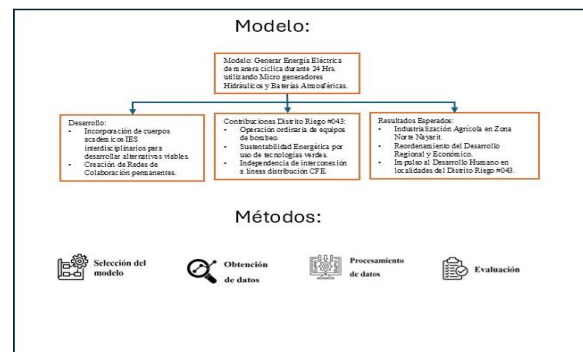 Modelo:
Modelo: Generar Energía Eléctrica
de manera cíclica durante 24 Hrs.
utilizando Micro generadores
Hidráulicos y Baterías Atmosféricas.
Desarrollo:
• Incorporación de cuerpos
académicos IES
interdisciplinarios para
desarrollar alternativas viables.
• Creación de Redes de
Colaboración permanentes.
Contribuciones Distrito Riego #043:
• Operación ordinaria de equipos
de bombeo.
• Sustentabilidad Energética por
uso de tecnologías verdes.
• Independencia de interconexión
a líneas distribución CFE.
Resultados Esperados:
• Industrialización Agrícola en Zona
Norte Nayarit.
• Reordenamiento del Desarrollo
Regional y Económico.
• Impulso al Desarrollo Humano en
localidades del Distrito Riego #043.
Métodos:
Selección del
modelo
Obtención
de datos
Procesamiento
de datos
Evaluación